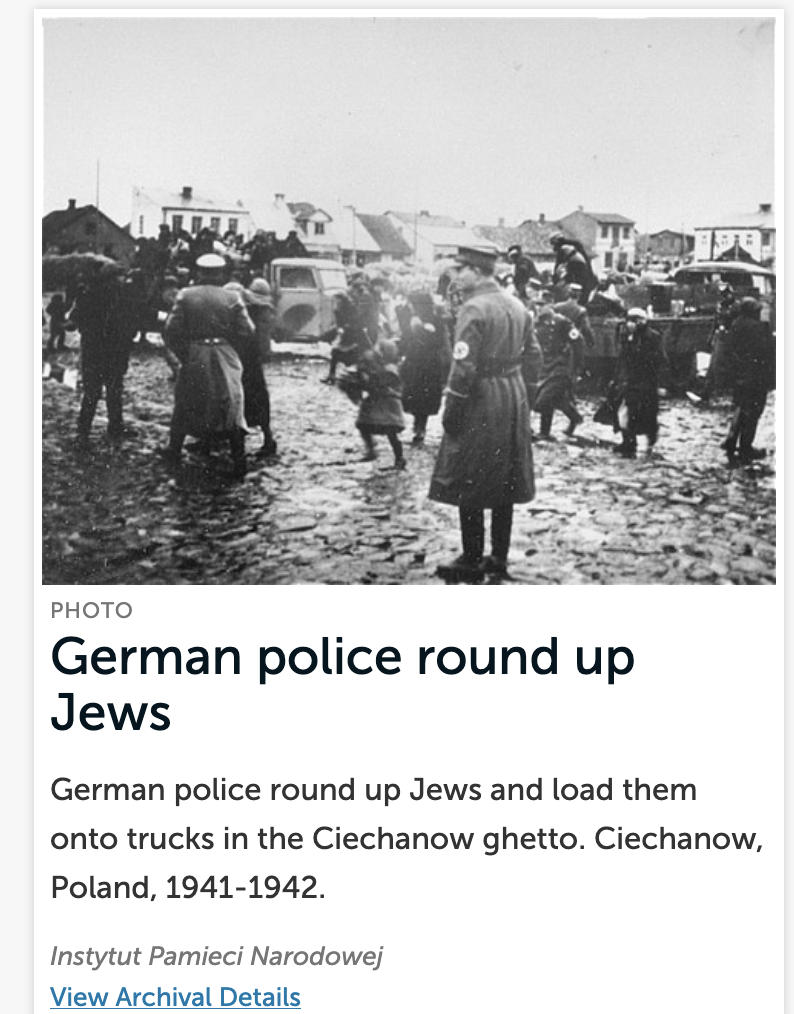 PHOTO
German police round up
Jews
German police round up Jews and load them
onto trucks in the Ciechanow ghetto. Ciechanow,
Poland, 1941-1942.
Instytut Pamieci Narodowej
View Archival Details